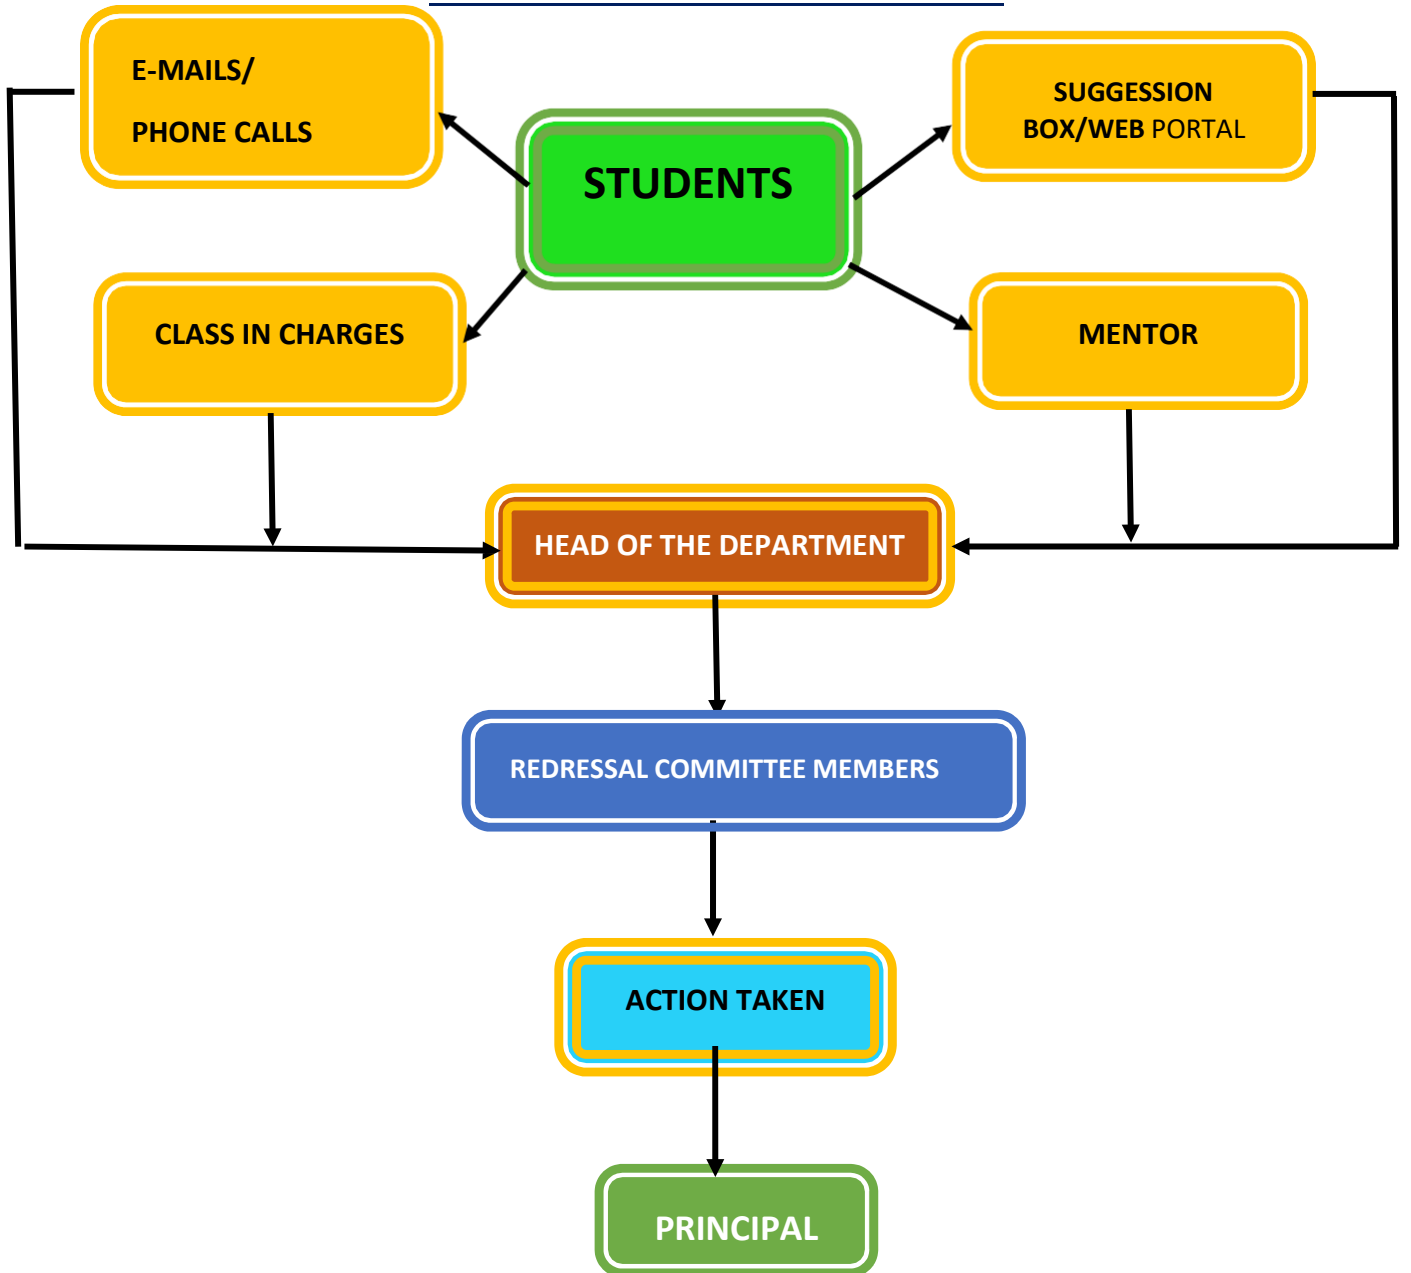 E-MAILS/
PHONE CALLS
SUGGESSION
BOX/WEB PORTAL
STUDENTS
CLASS IN CHARGES
MENTOR
HEAD OF THE DEPARTMENT
REDRESSAL COMMITTEE MEMBERS
ACTION TAKEN
PRINCIPAL